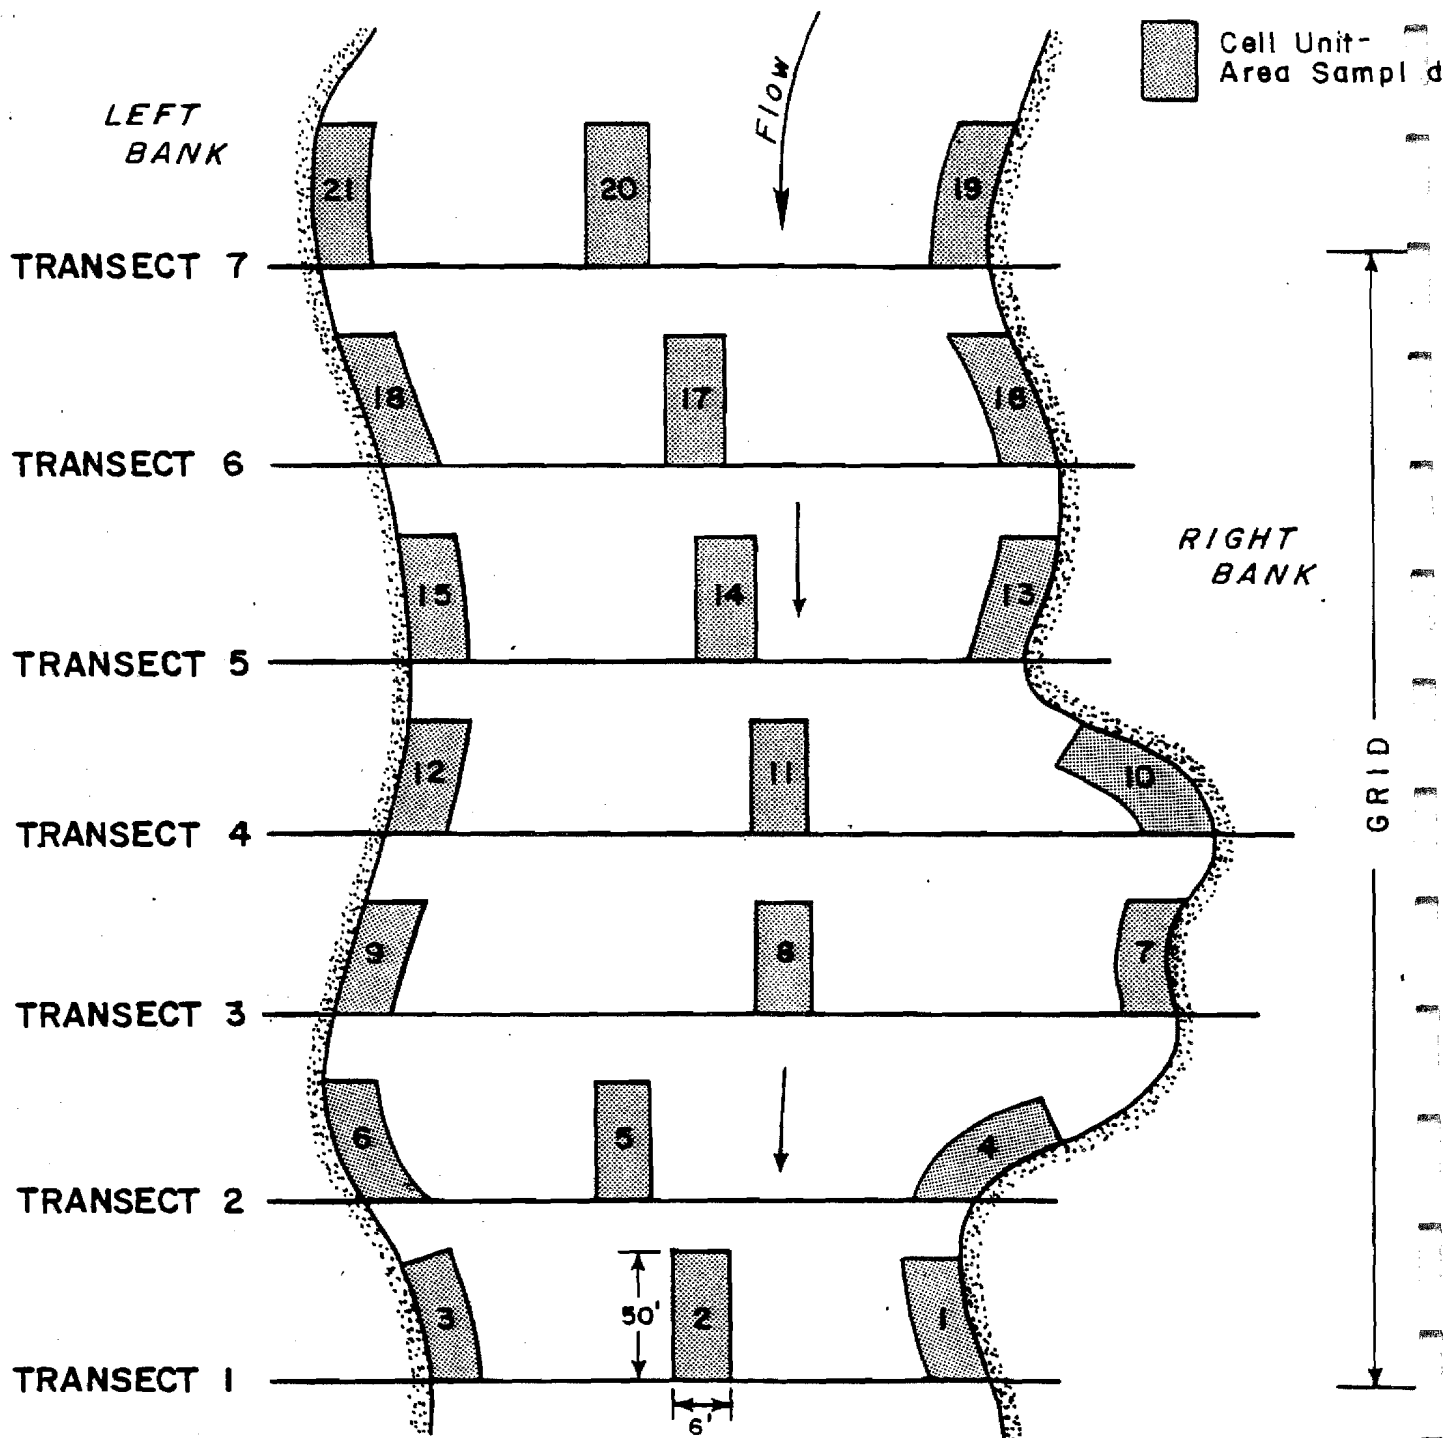 Cell Unit-
Area Sampl d
Flow
LEFT
BANK
21
20
19
TRANSECT 7
18
17
16
TRANSECT 6
RIGHT
BANK
15
14
13
TRANSECT 5
12
11
10
TRANSECT 4
GRID
9
8
7
TRANSECT 3
6
5
4
TRANSECT 2
3
50'
2
1
TRANSECT 1
6'